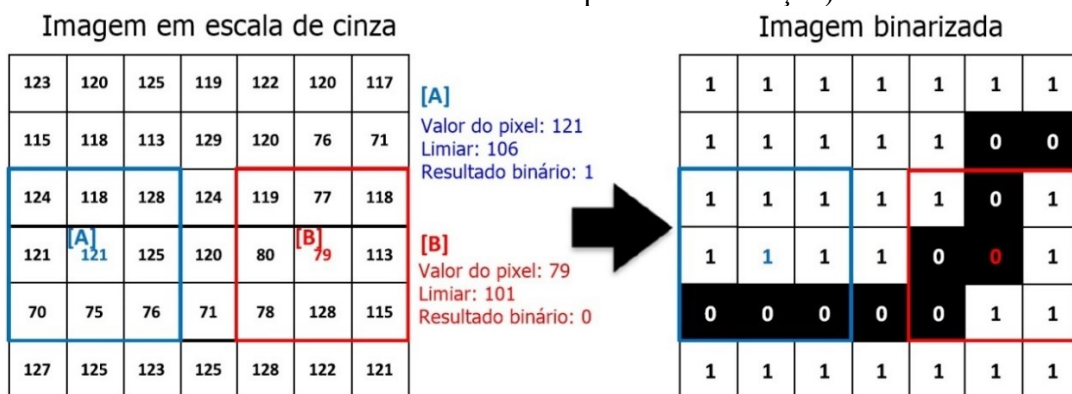 Imagem em escala de cinza
123 120 125 119 122 120 117
115 118 113 129 120 76 71
124 118 128 124 119 77 118
121 [A] 121 125 120 80 [B] 79 113
70 75 76 71 78 128 115
127 125 123 125 128 122 121
[A]
Valor do pixel: 121
Limiar: 106
Resultado binário: 1
[B]
Valor do pixel: 79
Limiar: 101
Resultado binário: 0
Imagem binarizada
1 1 1 1 1 1 1
1 1 1 1 1 0 0
1 1 1 1 1 0 1
1 1 1 1 0 0 1
0 0 0 0 0 1 1
1 1 1 1 1 1 1